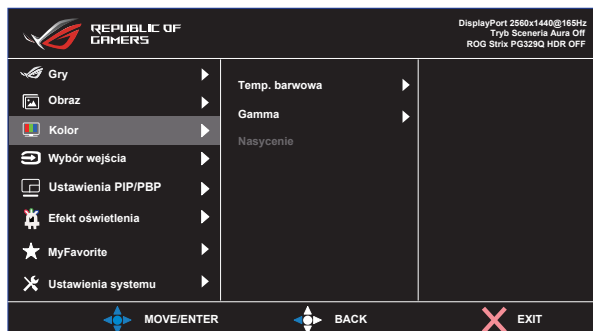 REPUBLIC OF
GAMERS
DisplayPort 2560x1440@165Hz
Tryb Sceneria Aura Off
ROG Strix PG329Q HDR OFF
Gry
Obraz
Kolor
Wybór wejścia
Ustawienia PIP/PBP
Efekt oświetlenia
MyFavorite
Ustawienia systemu
Temp. barwowa
Gamma
Nasycenie
MOVE/ENTER
BACK
EXIT